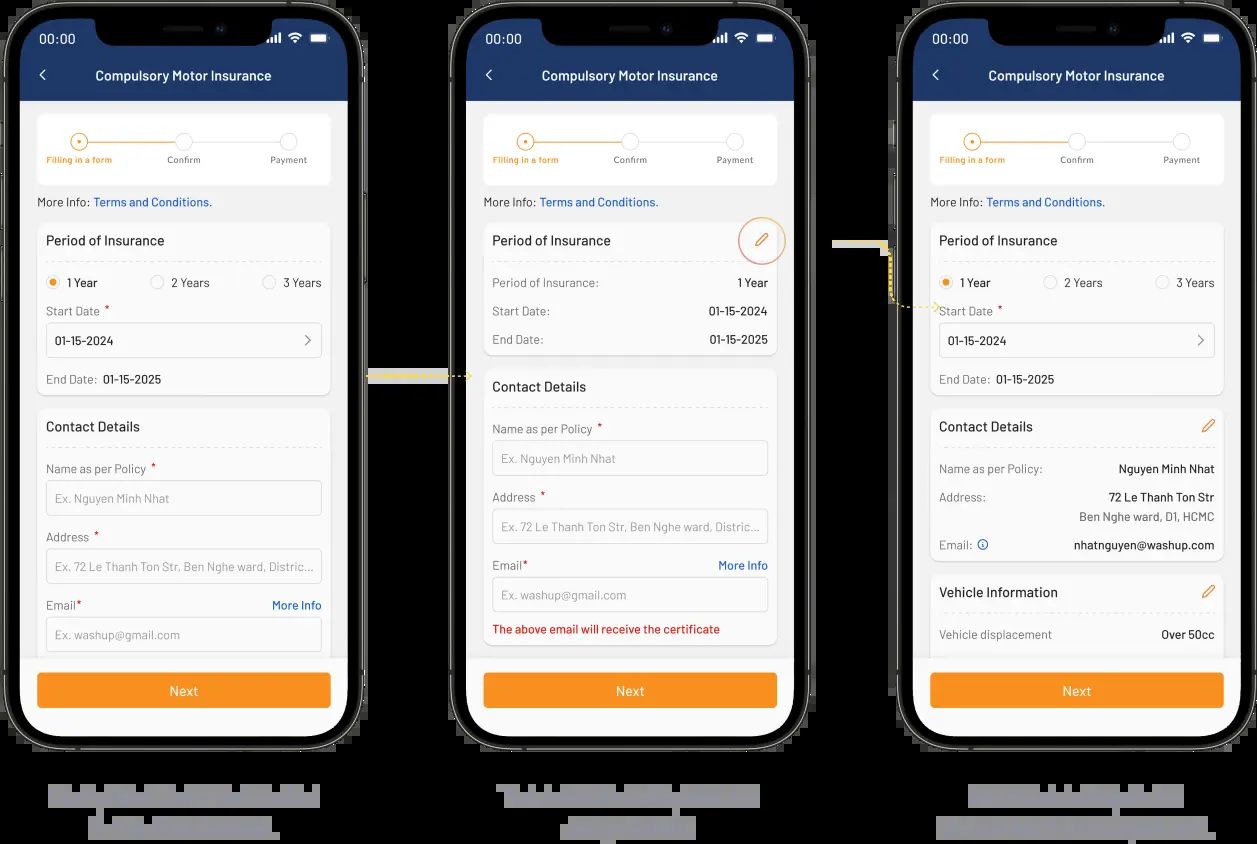 00:00
Compulsory Motor Insurance
Filling in a form
Confirm
Payment
More Info: Terms and Conditions.
Period of Insurance
1 Year
2 Years
3 Years
Start Date *
01-15-2024
End Date: 01-15-2025
Contact Details
Name as per Policy *
Ex. Nguyen Minh Nhat
Address *
Ex. 72 Le Thanh Ton Str, Ben Nghe ward, Distric...
Email* More Info
Ex. washup@gmail.com
Next
00:00
Compulsory Motor Insurance
Filling in a form
Confirm
Payment
More Info: Terms and Conditions.
Period of Insurance
Period of Insurance: 1 Year
Start Date: 01-15-2024
End Date: 01-15-2025
Contact Details
Name as per Policy *
Ex. Nguyen Minh Nhat
Address *
Ex. 72 Le Thanh Ton Str, Ben Nghe ward, Distric...
Email* More Info
Ex. washup@gmail.com
The above email will receive the certificate
Next
00:00
Compulsory Motor Insurance
Filling in a form
Confirm
Payment
More Info: Terms and Conditions.
Period of Insurance
1 Year
2 Years
3 Years
Start Date *
01-15-2024
End Date: 01-15-2025
Contact Details
Name as per Policy: Nguyen Minh Nhat
Address: 72 Le Thanh Ton Str
Ben Nghe ward, D1, HCMC
Email: nhatnguyen@washup.com
Vehicle Information
Vehicle displacement Over 50cc
Next